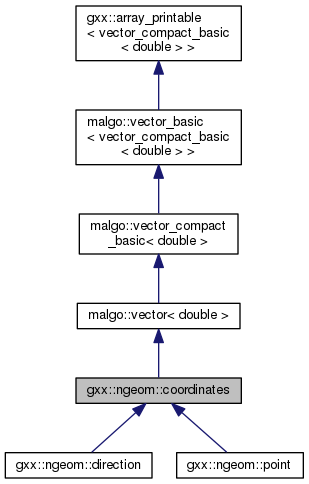 gxx::array_printable
< vector_compact_basic
< double > >
malgo::vector_basic
< vector_compact_basic
< double > >
malgo::vector_compact
_basic< double >
malgo::vector< double >
gxx::ngeom::coordinates
gxx::ngeom::direction
gxx::ngeom::point